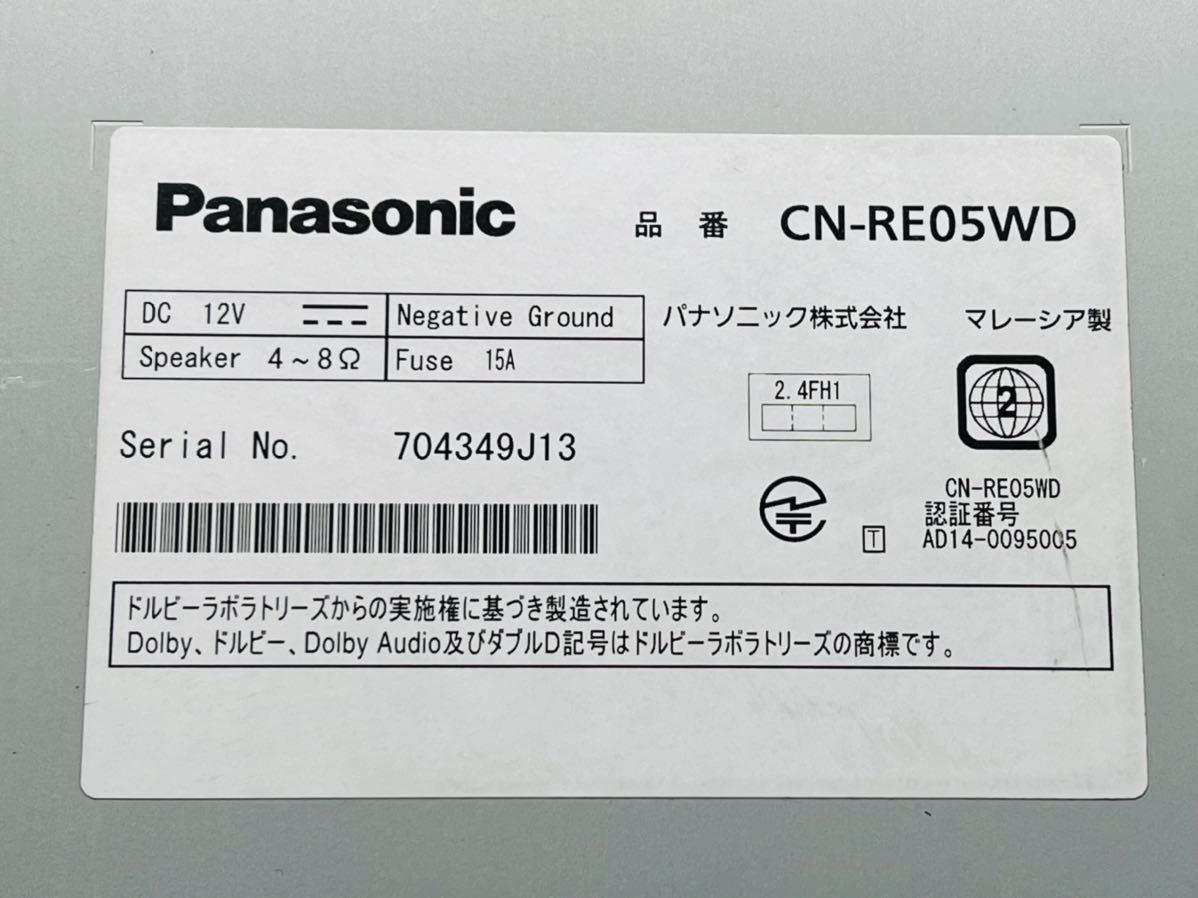 Panasonic 品 番 CN-RE05WD
DC 12V
Negative Ground
Speaker 4～8Ω
Fuse 15A
パナソニック株式会社 マレーシア製
2.4FH1
2
Serial No. 704349J13
T
CN-RE05WD
認証番号
AD14-0095005
ドルビーラボラトリーズからの実施権に基づき製造されています。
Dolby、ドルビー、Dolby Audio及びダブルD記号はドルビーラボラトリーズの商標です。